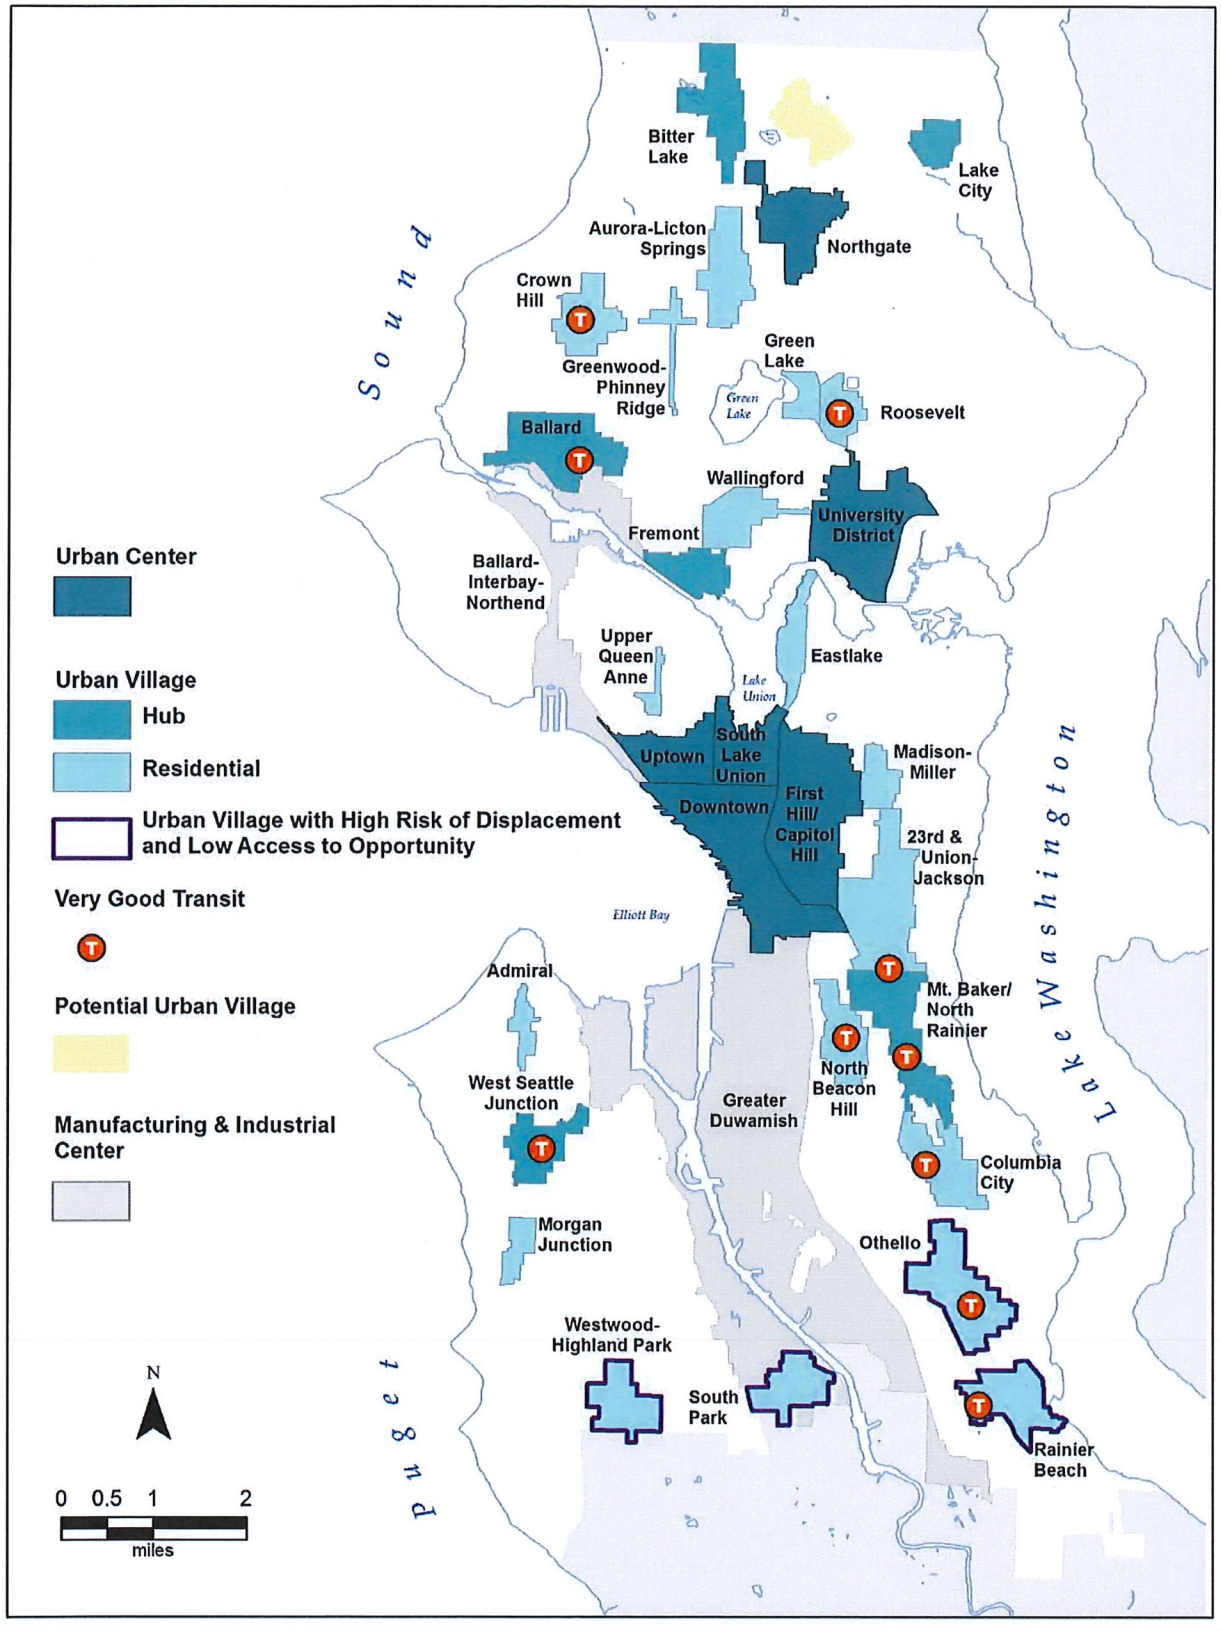 Bitter
Lake
Lake
City
Aurora-Licton
Springs
Northgate
Crown
Hill
T
Greenwood-
Phinney
Ridge
Green
Lake
Green
Lake
T
Roosevelt
Ballard
T
Wallingford
University
District
Fremont
Ballard-
Interbay-
Northend
Upper
Queen
Anne
Eastlake
Lake
Union
Uptown
South
Lake
Union
Downtown
First
Hill/
Capitol
Hill
Madison-
Miller
23rd &
Union-
Jackson
Elliott Bay
Admiral
T
Mt. Baker/
North
Rainier
T
T
North
Beacon
Hill
West Seattle
Junction
T
Greater
Duwamish
T
Columbia
City
Morgan
Junction
Othello
T
Westwood-
Highland Park
South
Park
T
Rainier
Beach
Puget
Sound
Lake Washington
Urban Center
Urban Village
Hub
Residential
Urban Village with High Risk of Displacement
and Low Access to Opportunity
Very Good Transit
T
Potential Urban Village
Manufacturing & Industrial
Center
N
0 0.5 1 2
miles